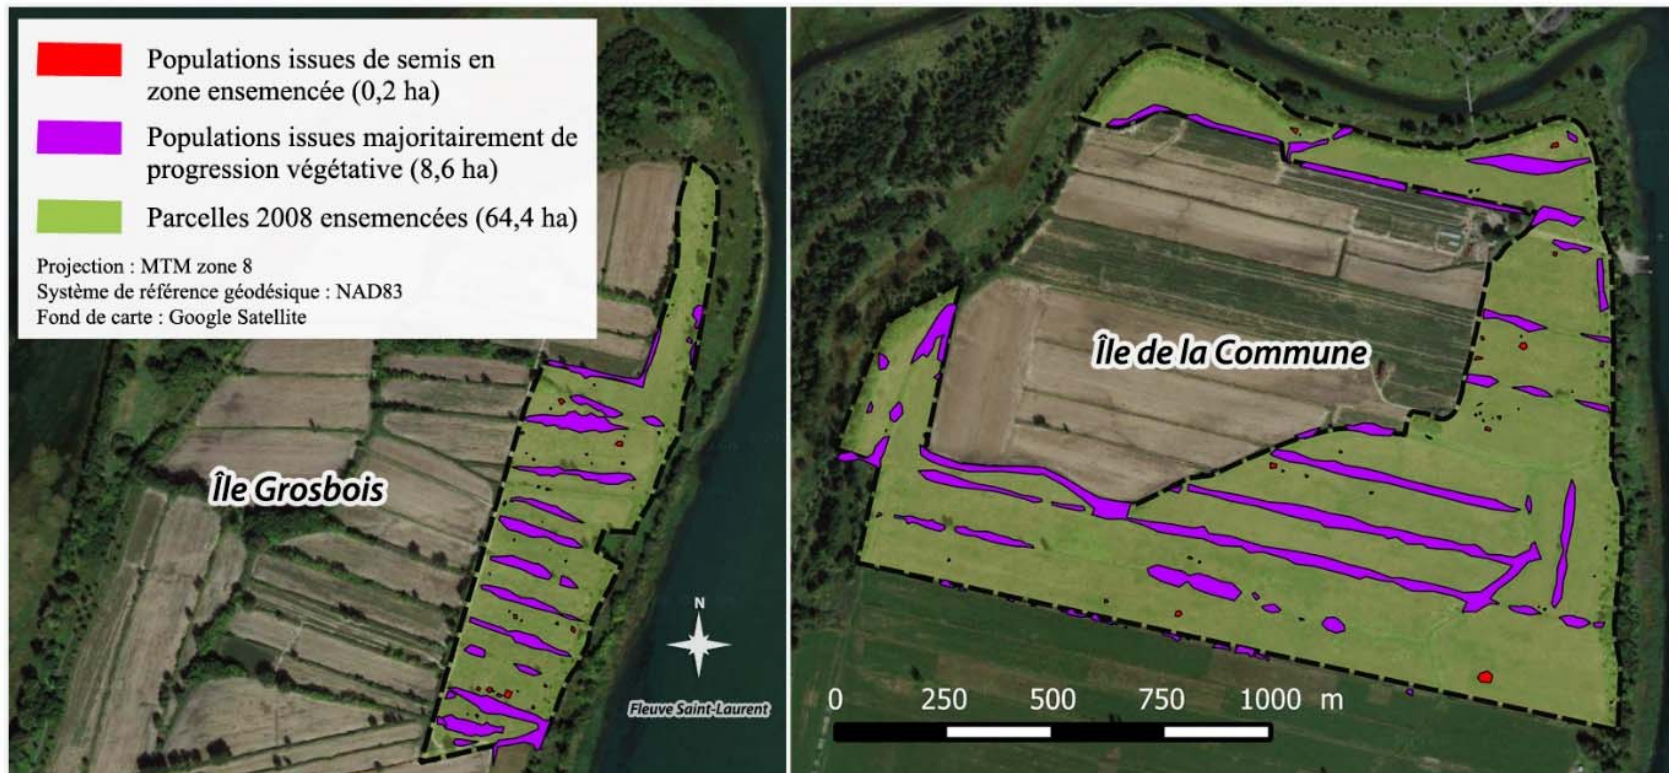 Populations issues de semis en
zone ensemencée (0,2 ha)
Populations issues majoritairement de
progression végétative (8,6 ha)
Parcelles 2008 ensemencées (64,4 ha)
Projection : MTM zone 8
Système de référence géodésique : NAD83
Fond de carte : Google Satellite
Île Grosbois
N
Fleuve Saint-Laurent
Île de la Commune
0 250 500 750 1000 m